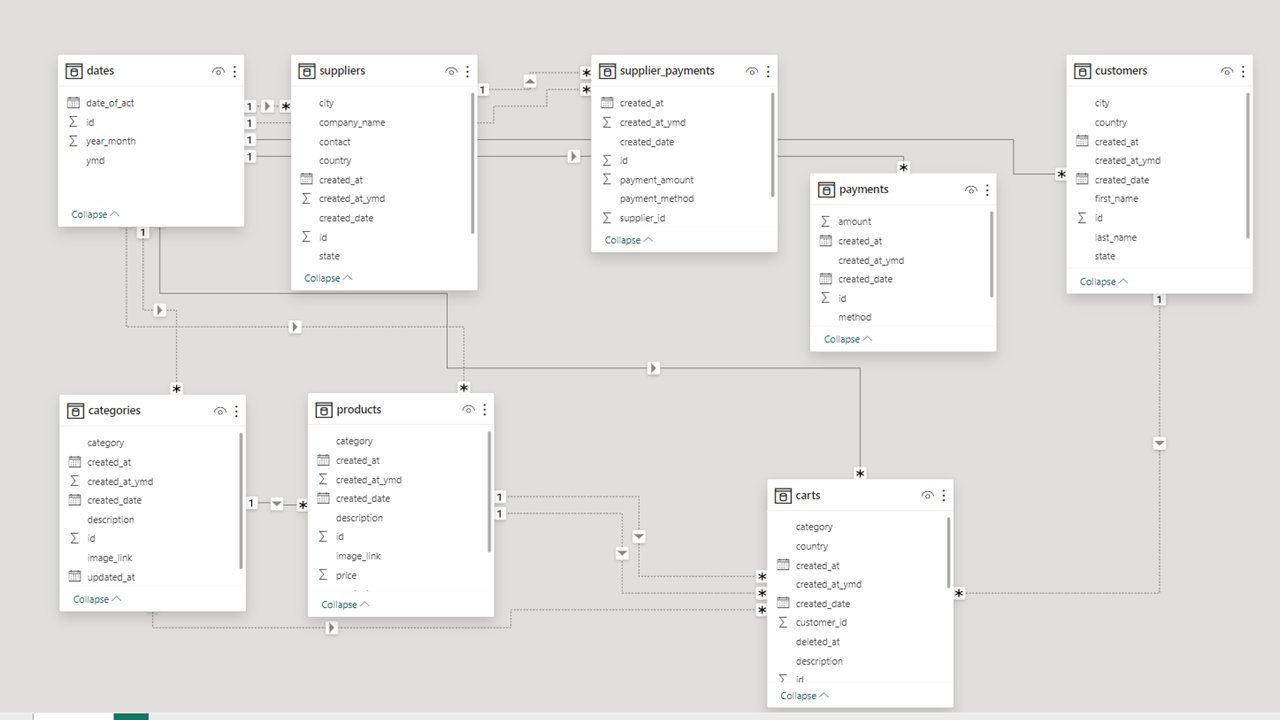 dates
date_of_act
id
year_month
ymd
Collapse
suppliers
city
company_name
contact
country
created_at
created_at_ymd
created_date
id
state
Collapse
supplier_payments
created_at
created_at_ymd
created_date
id
payment_amount
payment_method
supplier_id
Collapse
payments
amount
created_at
created_at_ymd
created_date
id
method
Collapse
customers
city
country
created_at
created_at_ymd
created_date
first_name
id
last_name
state
Collapse
categories
category
created_at
created_at_ymd
created_date
description
id
image_link
updated_at
Collapse
products
category
created_at
created_at_ymd
created_date
description
id
image_link
price
Collapse
carts
category
country
created_at
created_at_ymd
created_date
customer_id
deleted_at
description
id
Collapse
1 *
1
1
1
1 *
*
*
*
1
*
*
1 *
1
1
*
*
*
*
*
1